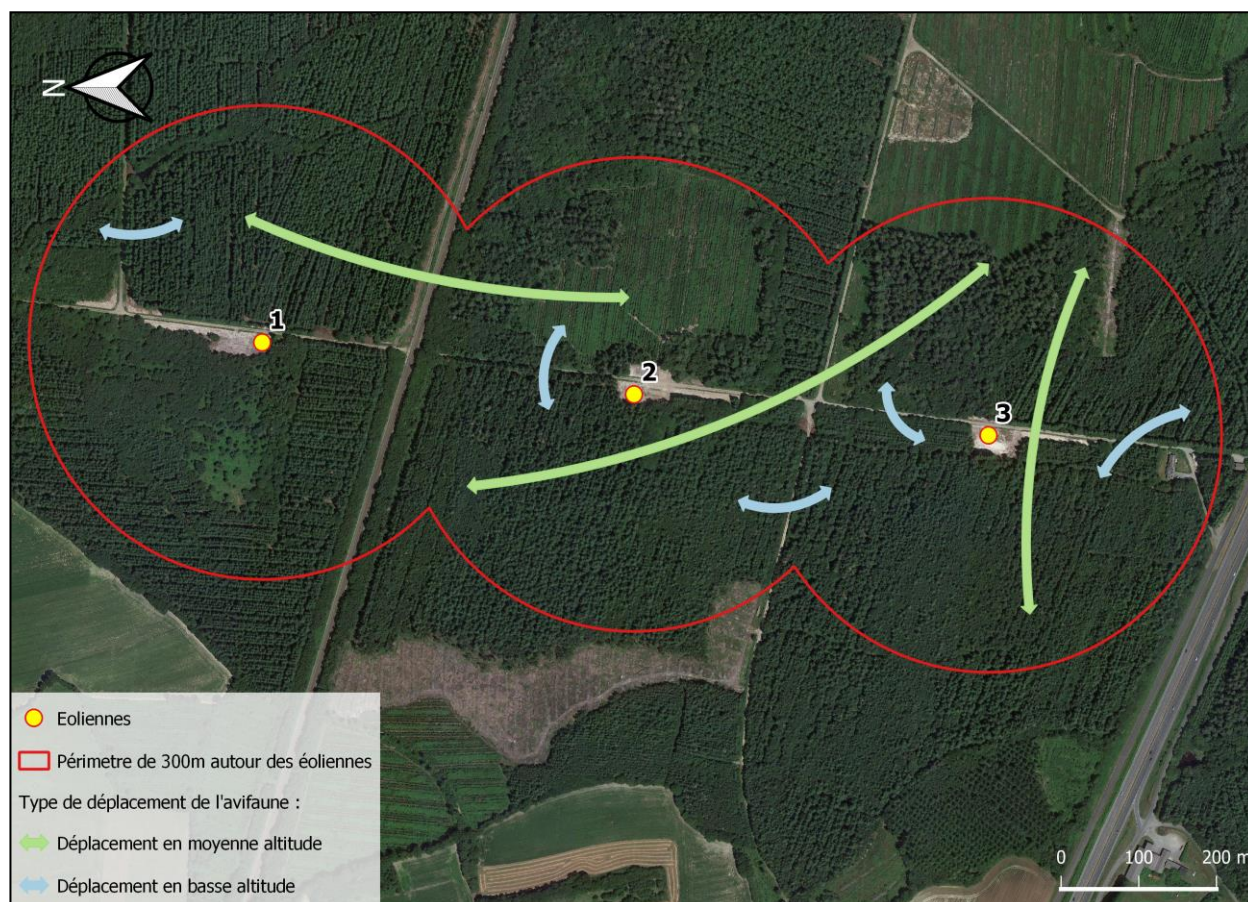 N
1
2
3
Eoliennes
Périmetre de 300m autour des éoliennes
Type de déplacement de l'avifaune :
Déplacement en moyenne altitude
Déplacement en basse altitude
0 100 200 m